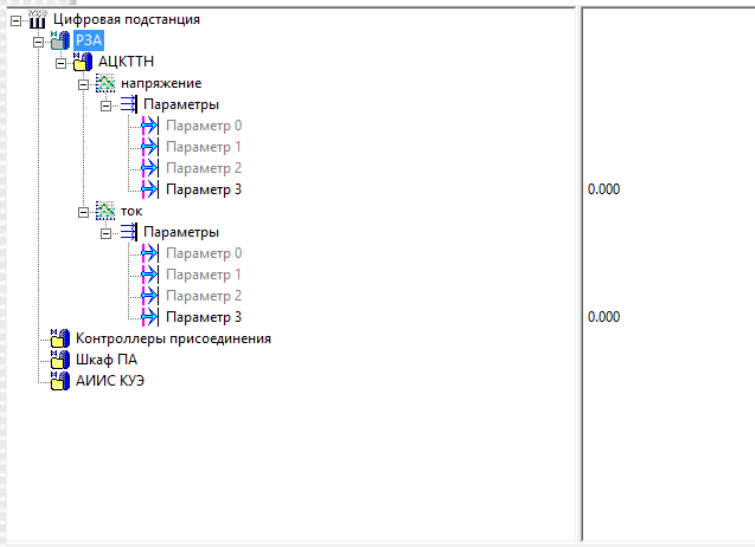 Цифровая подстанция
РЗА
АЦКТТН
напряжение
Параметры
Параметр 0
Параметр 1
Параметр 2
Параметр 3 0.000
ток
Параметры
Параметр 0
Параметр 1
Параметр 2
Параметр 3 0.000
Контроллеры присоединения
Шкаф ПА
АИИС КУЭ